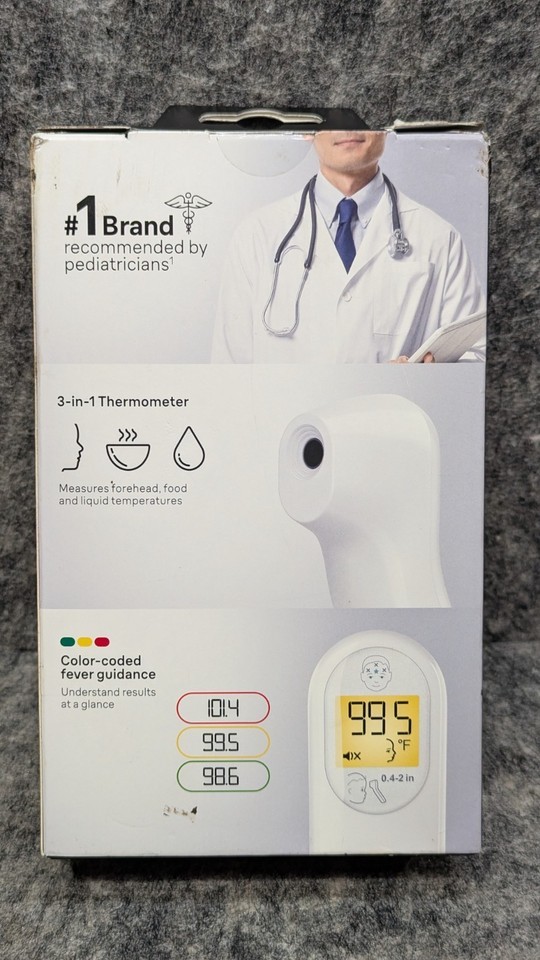 #1 Brand
recommended by
pediatricians¹
3-in-1 Thermometer
Measures forehead, food
and liquid temperatures
Color-coded
fever guidance
Understand results
at a glance
101.4
99.5
98.6
99 5
°F
0.4-2 in